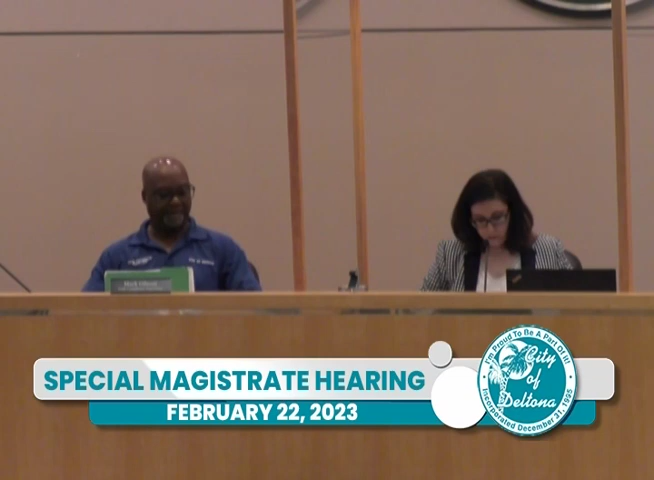 SPECIAL MAGISTRATE HEARING
FEBRUARY 22, 2023
I'm Proud To Be A Part Of It!
City
of
Deltona
Incorporated December 31, 1995